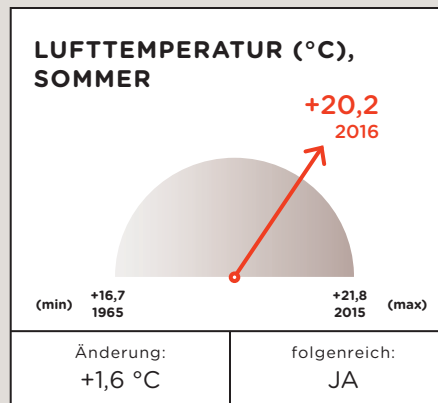 LUFTTEMPERATUR (°C),
SOMMER
+20,2
2016
(min) +16,7 +21,8 (max)
1965 2015
Änderung: folgenreich:
+1,6 °C JA